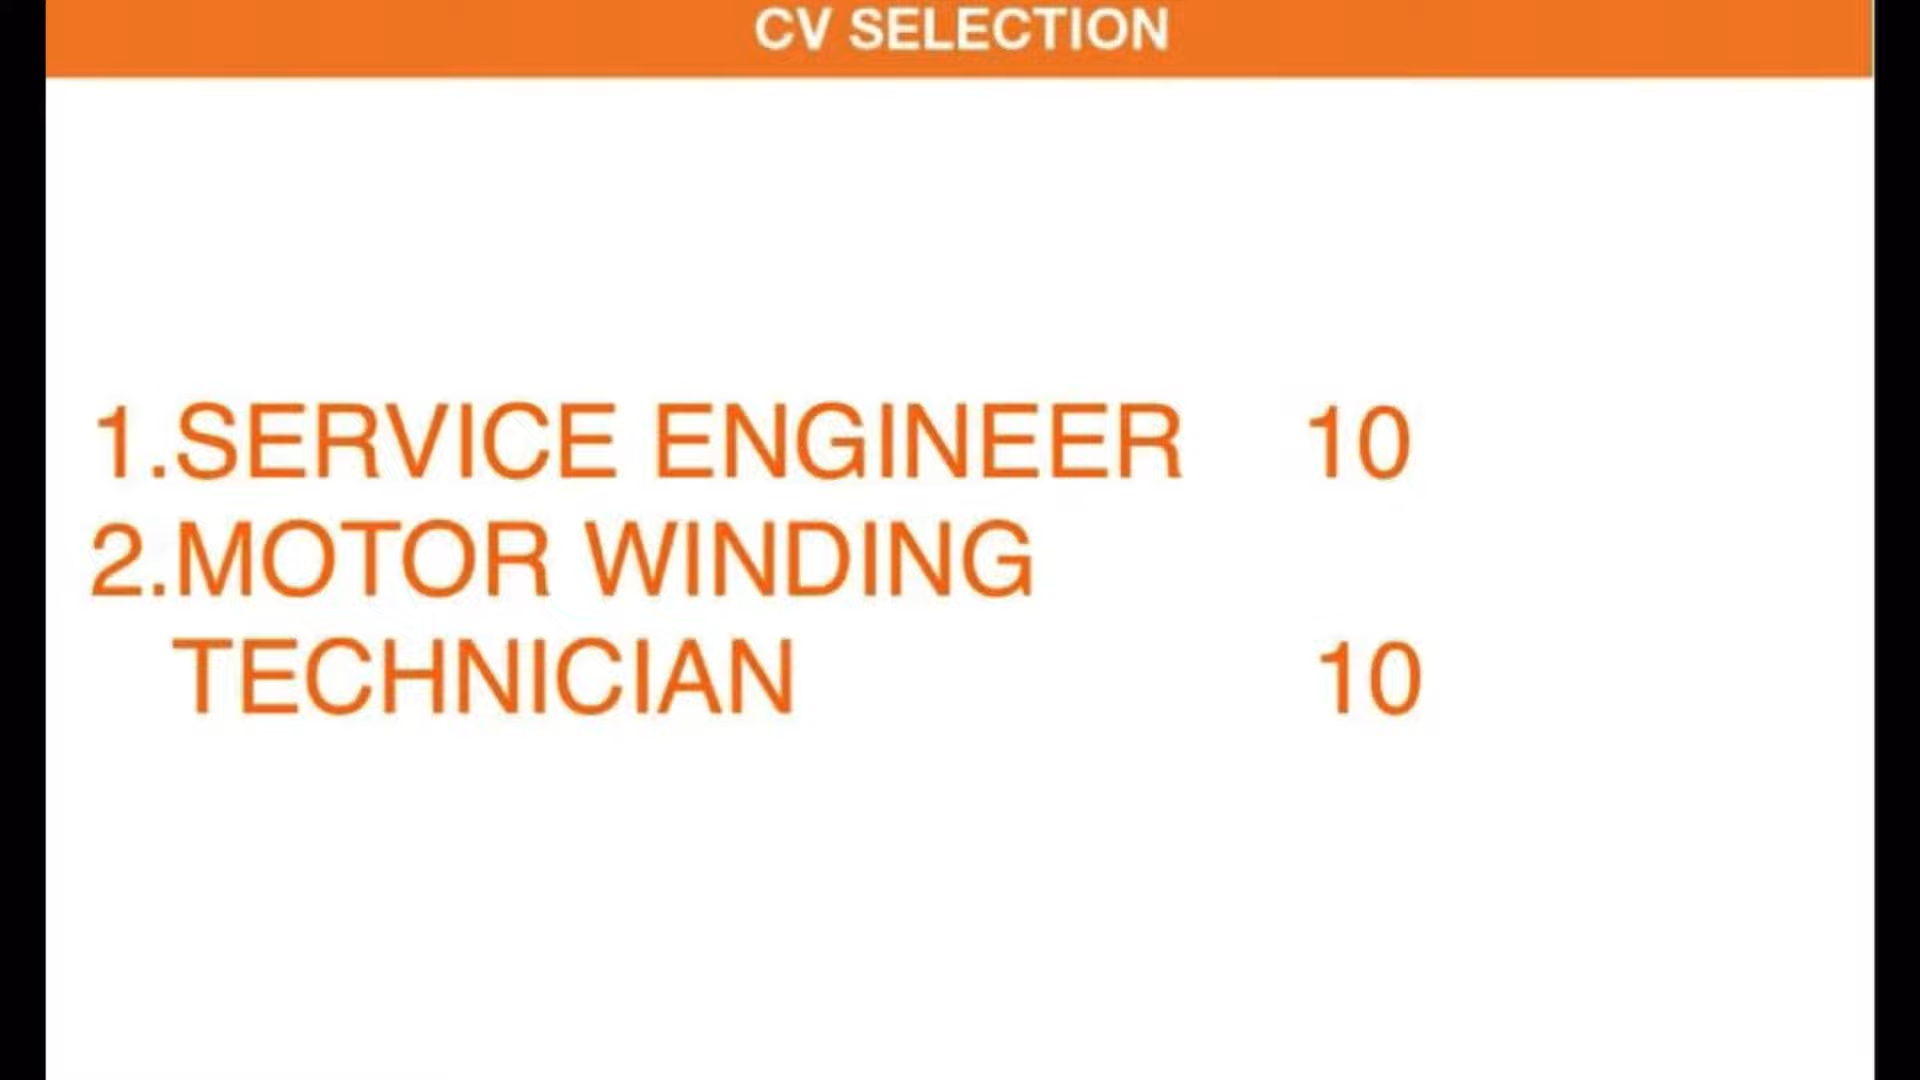 CV SELECTION
1.SERVICE ENGINEER 10
2.MOTOR WINDING
TECHNICIAN 10